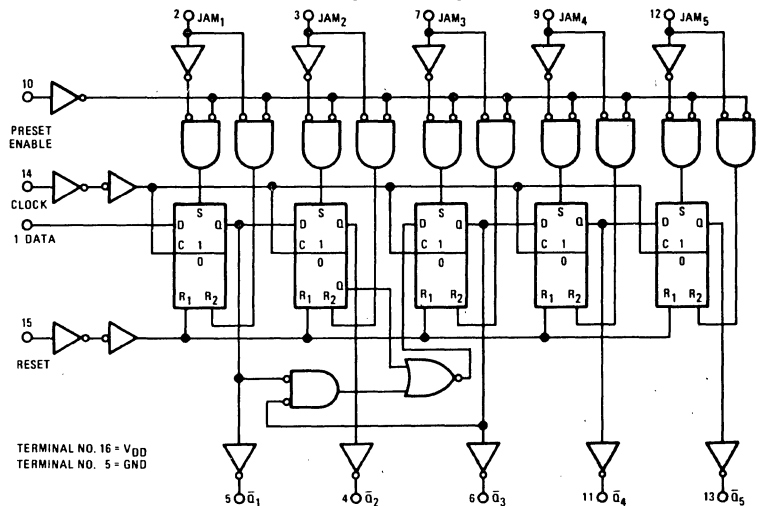 2 JAM1
3 JAM2
7 JAM3
9 JAM4
12 JAM5
10
PRESET
ENABLE
14
CLOCK
1 DATA
S S S S S
D Q D Q D Q D Q D Q
C 1 C 1 C 1 C 1 C 1
0 0 0 0 0
Q
R1 R2 R1 R2 R1 R2 R1 R2 R1 R2
15
RESET
TERMINAL NO. 16 = VDD
TERMINAL NO. 5 = GND
5 Q̄1
4 Q̄2
6 Q̄3
11 Q̄4
13 Q̄5